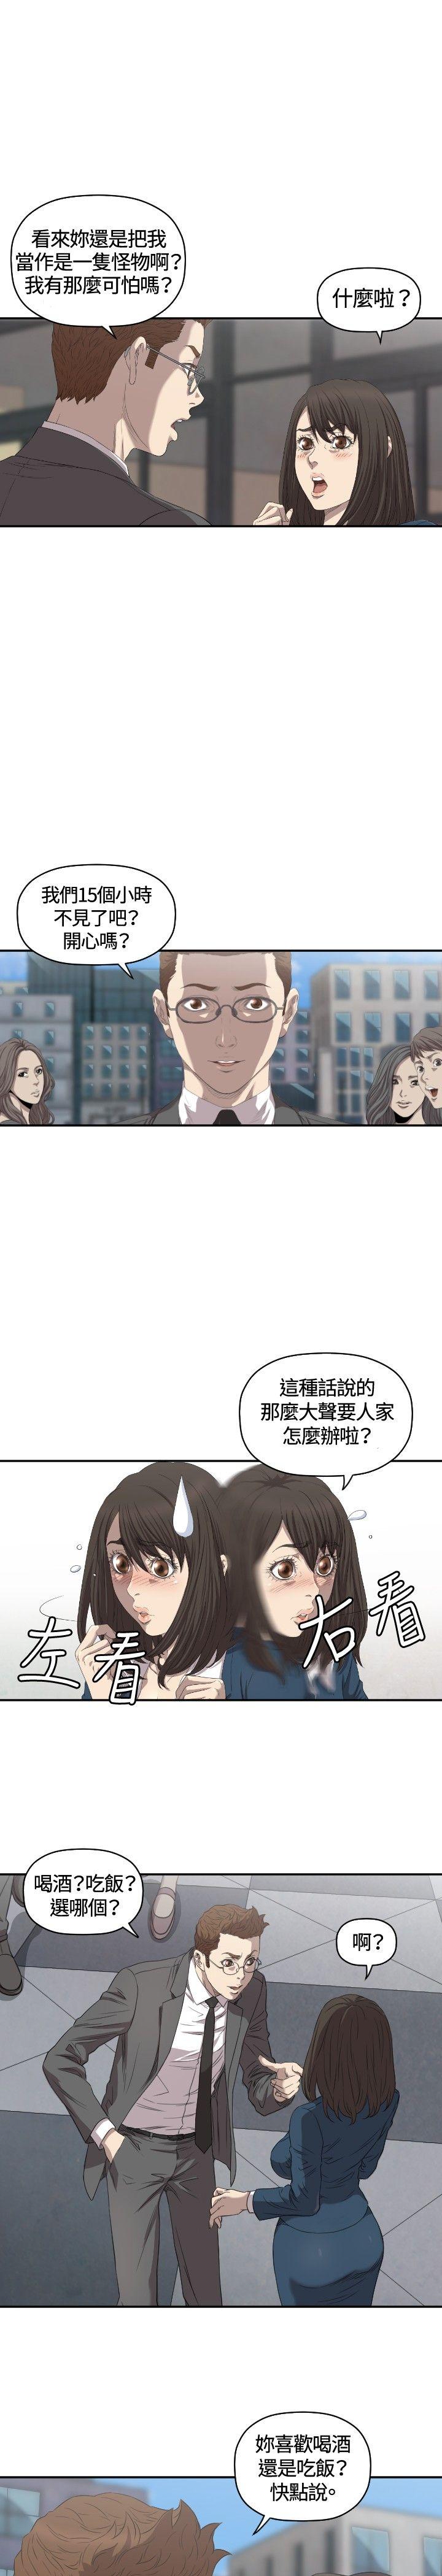 看來妳還是把我
當作是一隻怪物啊？
我有那麼可怕嗎？
什麼啦？
我們15個小時
不見了吧？
開心嗎？
這種話說的
那麼大聲要人家
怎麼辦啦？
左看
右看
喝酒？吃飯？
選哪個？
啊？
妳喜歡喝酒
還是吃飯？
快點說。